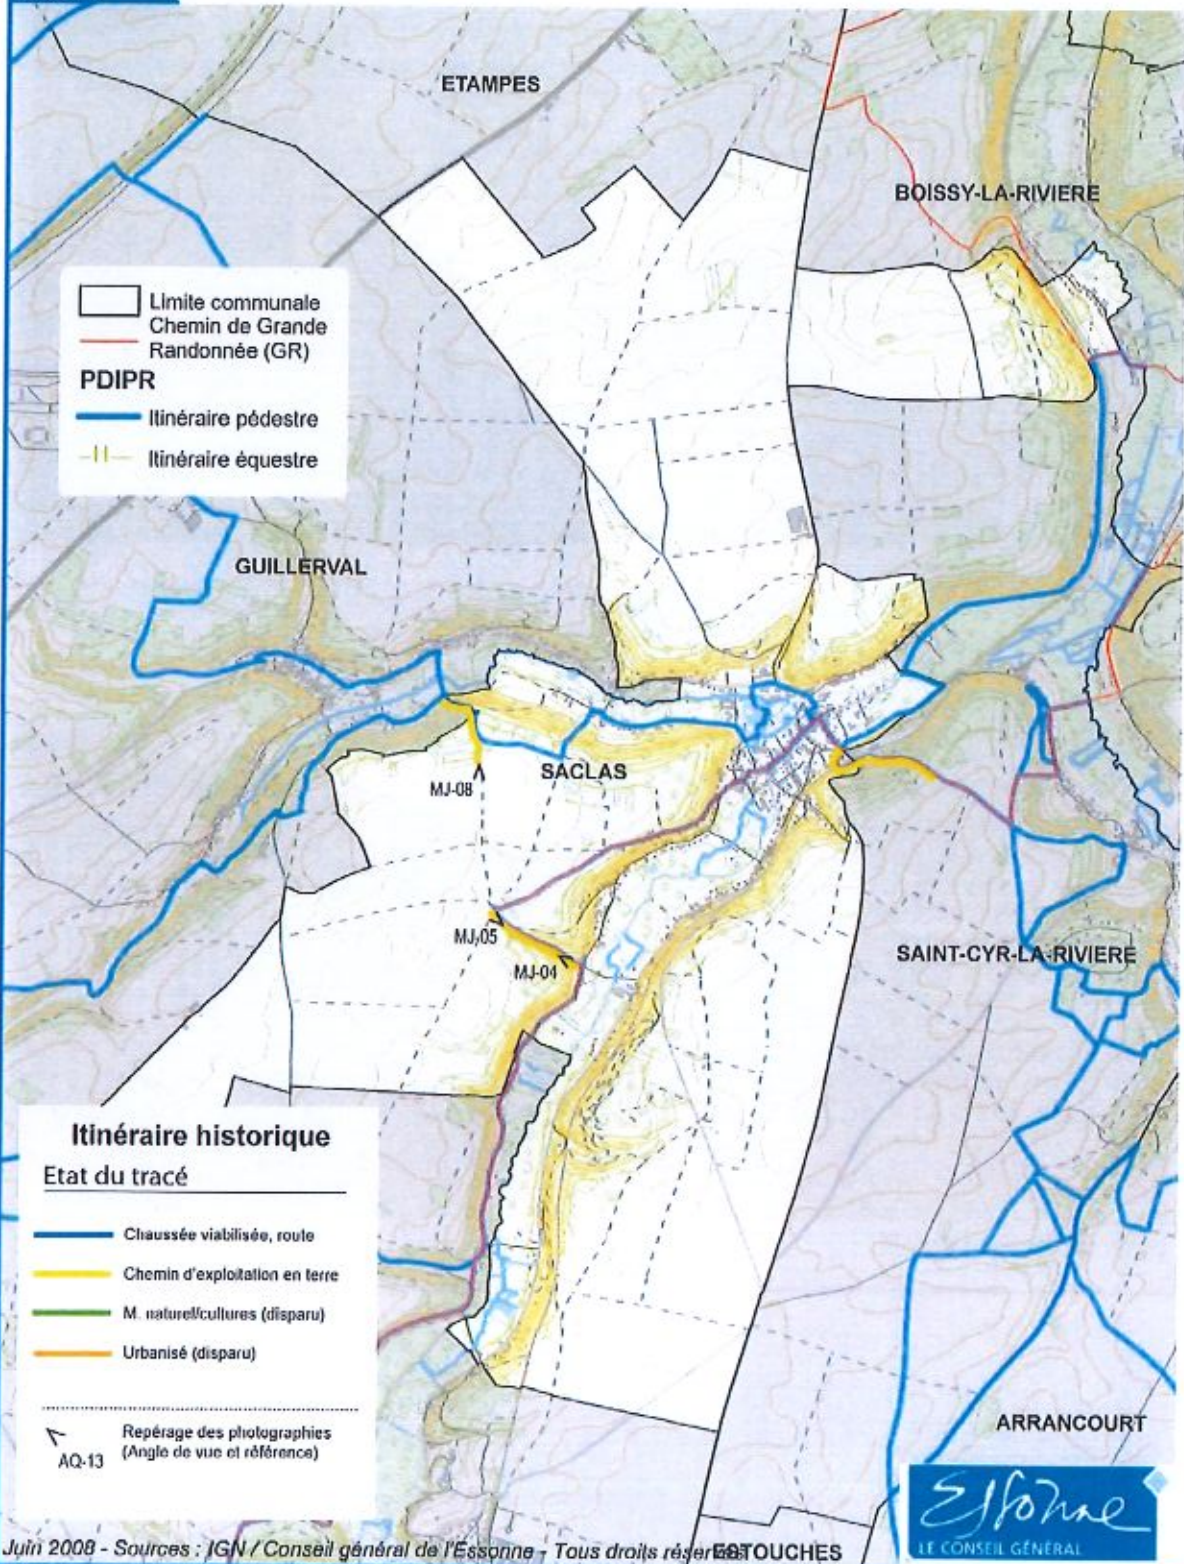 ETAMPES
BOISSY-LA-RIVIERE
Limite communale
Chemin de Grande
Randonnée (GR)
PDIPR
Itinéraire pédestre
Itinéraire équestre
GUILLERVAL
SACLAS
MJ-08
MJ-05
MJ-04
SAINT-CYR-LA-RIVIERE
Itinéraire historique
Etat du tracé
Chaussée viabilisée, route
Chemin d'exploitation en terre
M. naturel/cultures (disparu)
Urbanisé (disparu)
Repérage des photographies
(Angle de vue et référence)
AQ-13
ARRANCOURT
Essonne
LE CONSEIL GÉNÉRAL
Juin 2008 - Sources : IGN / Conseil général de l'Essonne - Tous droits réservés
ESTOUCHES